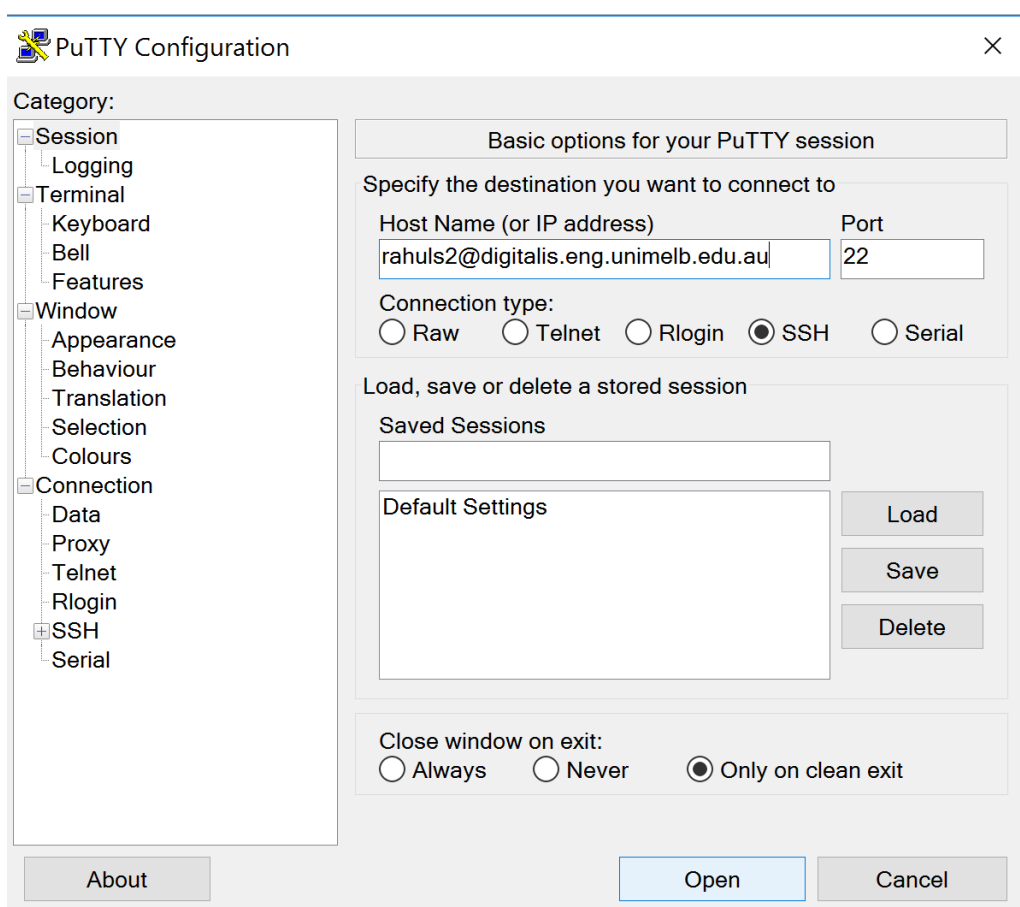 PuTTY Configuration
Category:
Session
Logging
Terminal
Keyboard
Bell
Features
Window
Appearance
Behaviour
Translation
Selection
Colours
Connection
Data
Proxy
Telnet
Rlogin
SSH
Serial
Basic options for your PuTTY session
Specify the destination you want to connect to
Host Name (or IP address) Port
rahuls2@digitalis.eng.unimelb.edu.au 22
Connection type:
Raw Telnet Rlogin SSH Serial
Load, save or delete a stored session
Saved Sessions
Default Settings
Load
Save
Delete
Close window on exit:
Always Never Only on clean exit
About Open Cancel